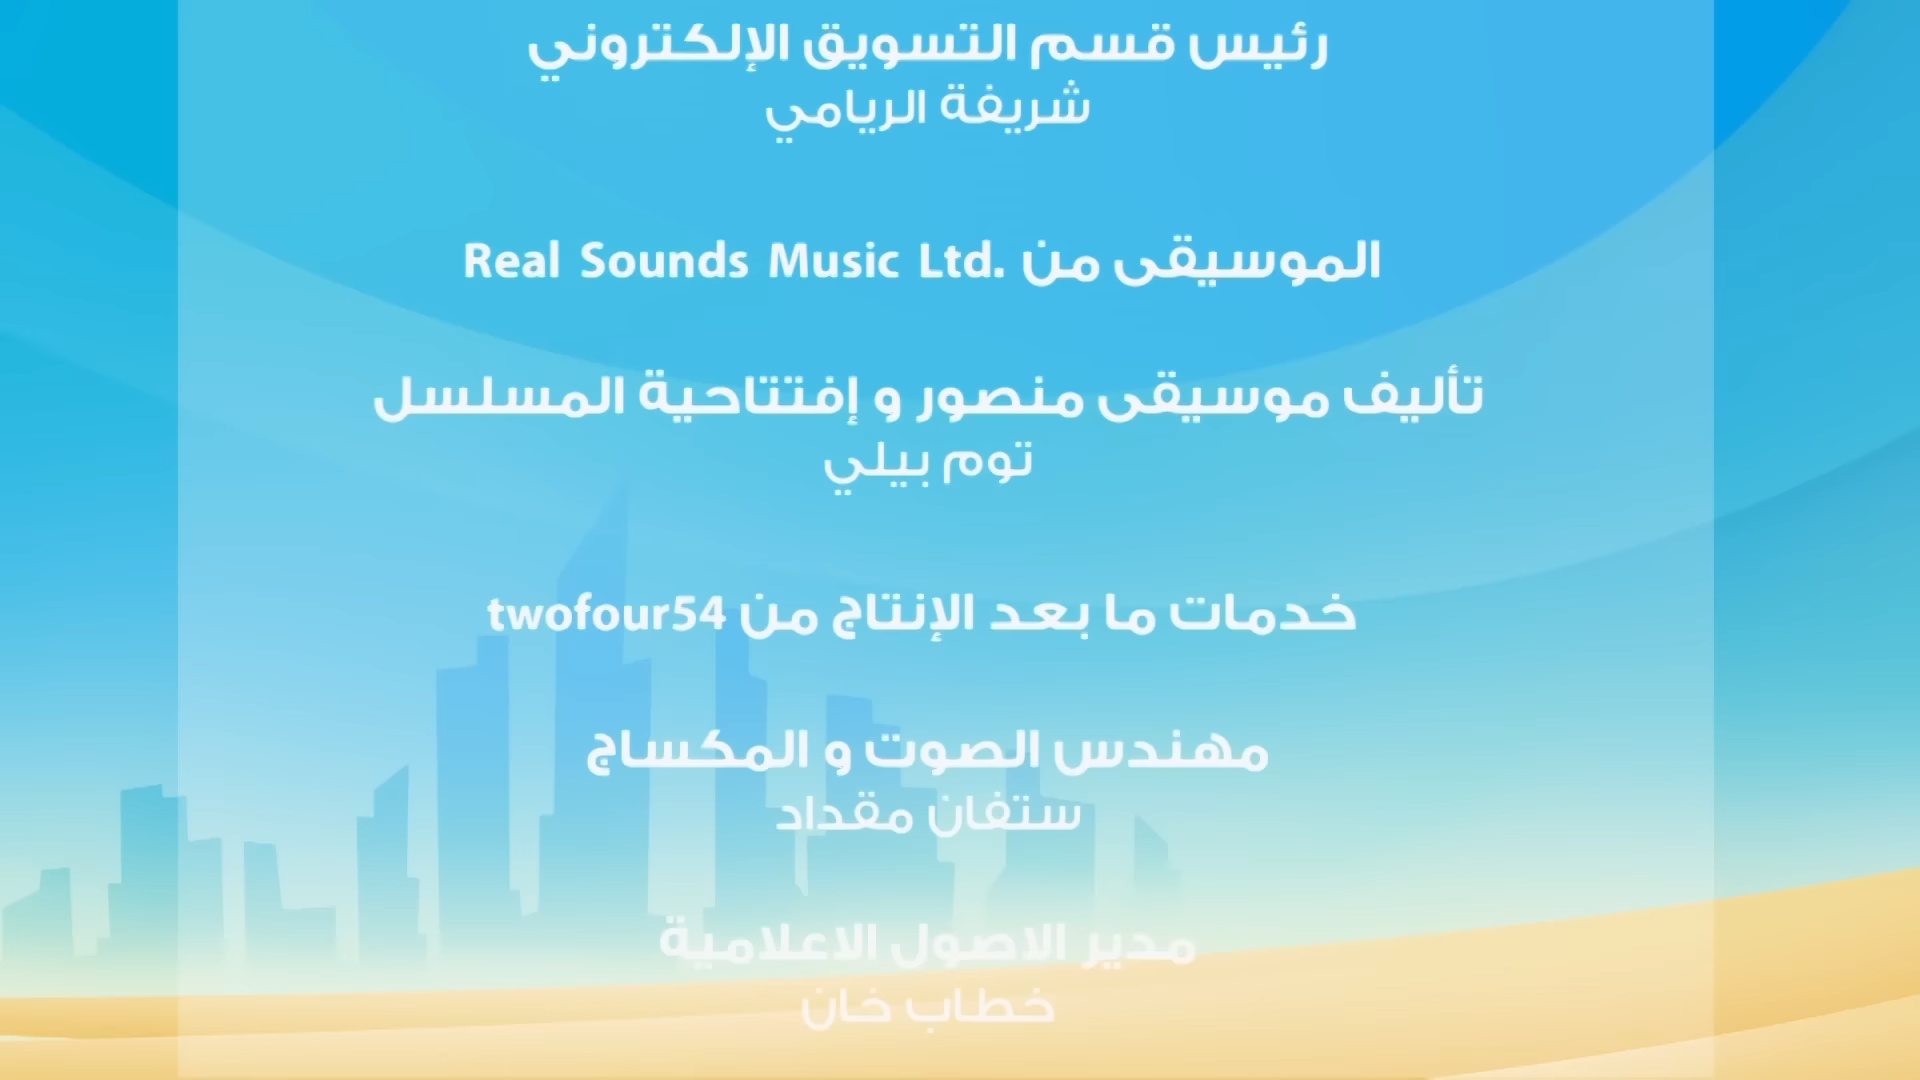 رئيس قسم التسويق الإلكتروني
شريفة الريامي
الموسيقى من Real Sounds Music Ltd.
تأليف موسيقى منصور و إفتتاحية المسلسل
توم بيلي
خدمات ما بعد الإنتاج من twofour54
مهندس الصوت و المكساج
ستفان مقداد
مدير الاصول الاعلامية
خطاب خان